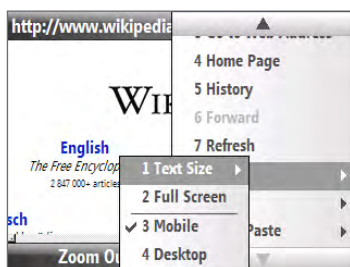 http://www.wikipedia
4 Home Page
5 History
6 Forward
7 Refresh
WI
English
The Free Encyclop
2 847 000+ articles
1 Text Size
2 Full Screen
3 Mobile
4 Desktop
sch
Paste
Zoom Ou